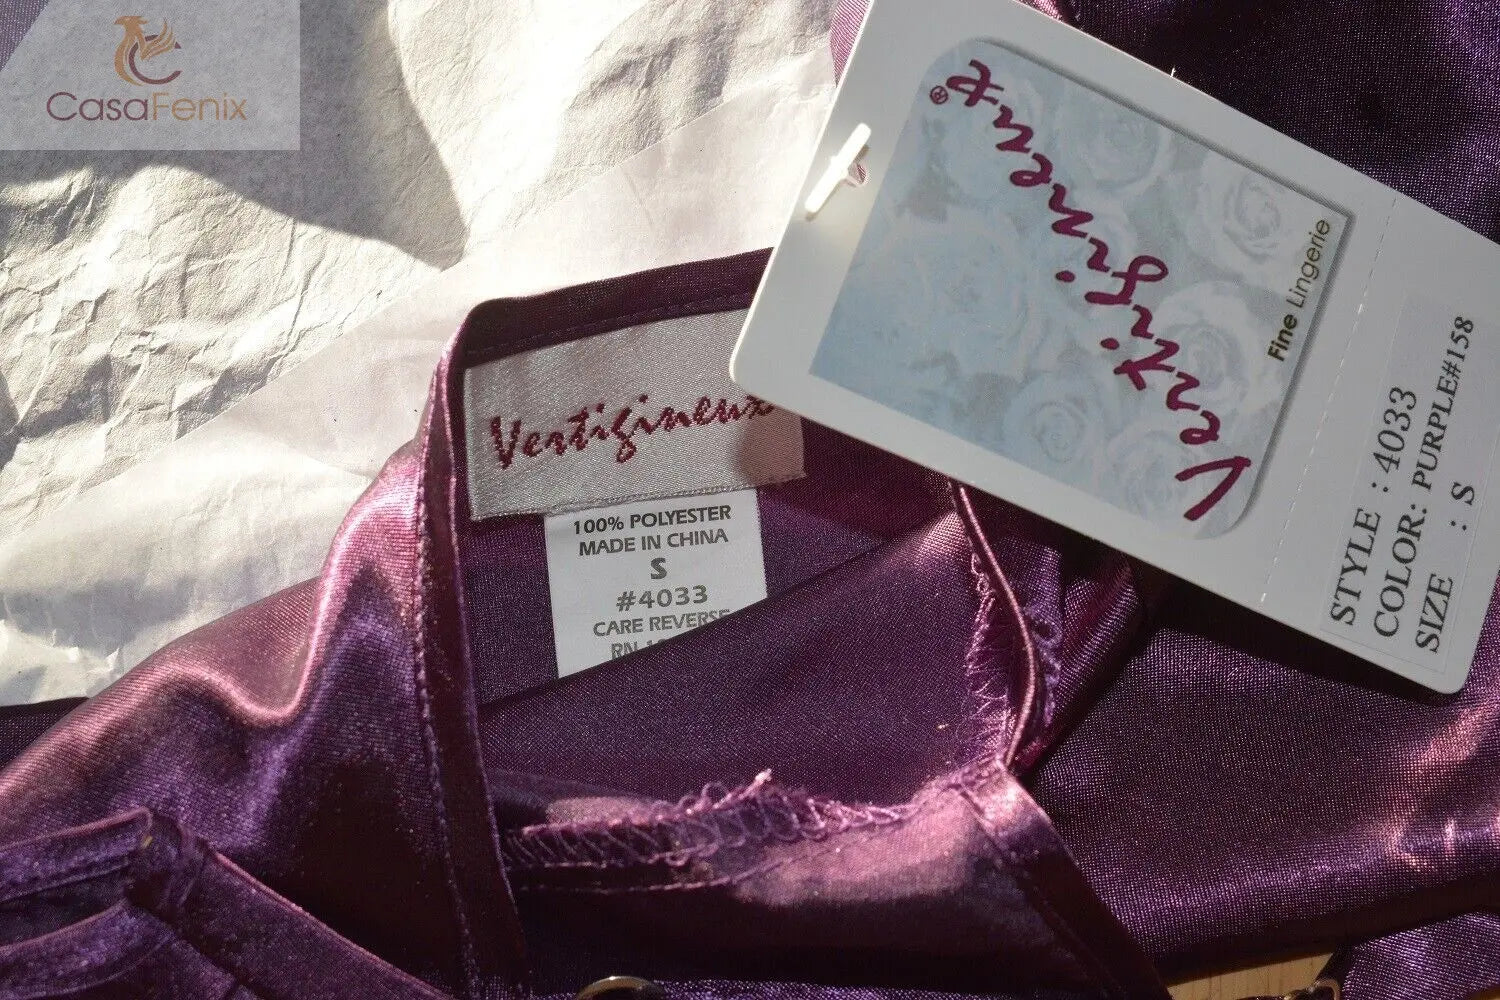 CasaFenix
Vertigineux
®
Fine Lingerie
STYLE : 4033
COLOR: PURPLE#158
SIZE : S
Vertigineux
100% POLYESTER
MADE IN CHINA
S
#4033
CARE REVERSE
RN